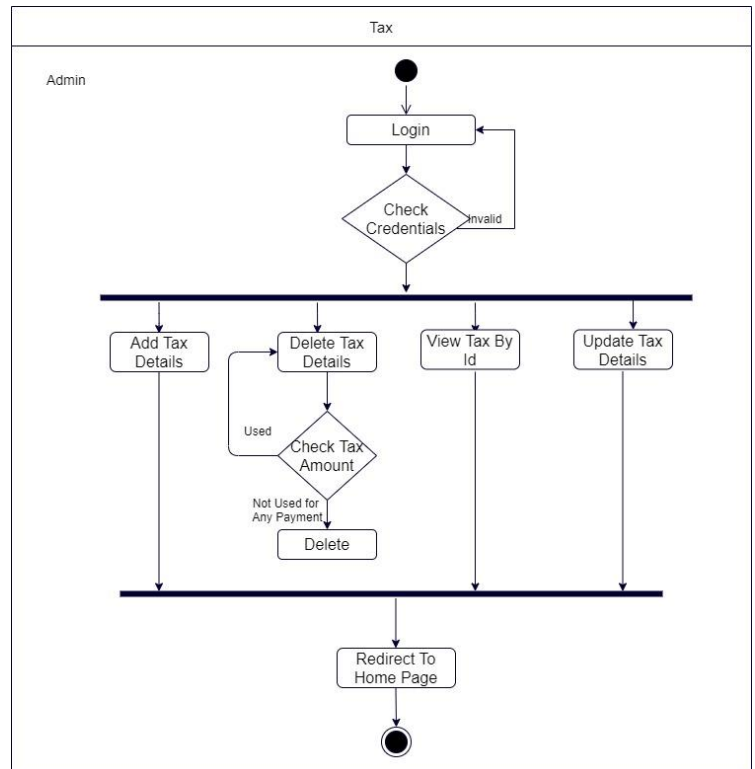 Tax
Admin
Login
Check
Credentials
Invalid
Add Tax
Details
Delete Tax
Details
View Tax By
Id
Update Tax
Details
Used
Check Tax
Amount
Not Used for
Any Payment
Delete
Redirect To
Home Page